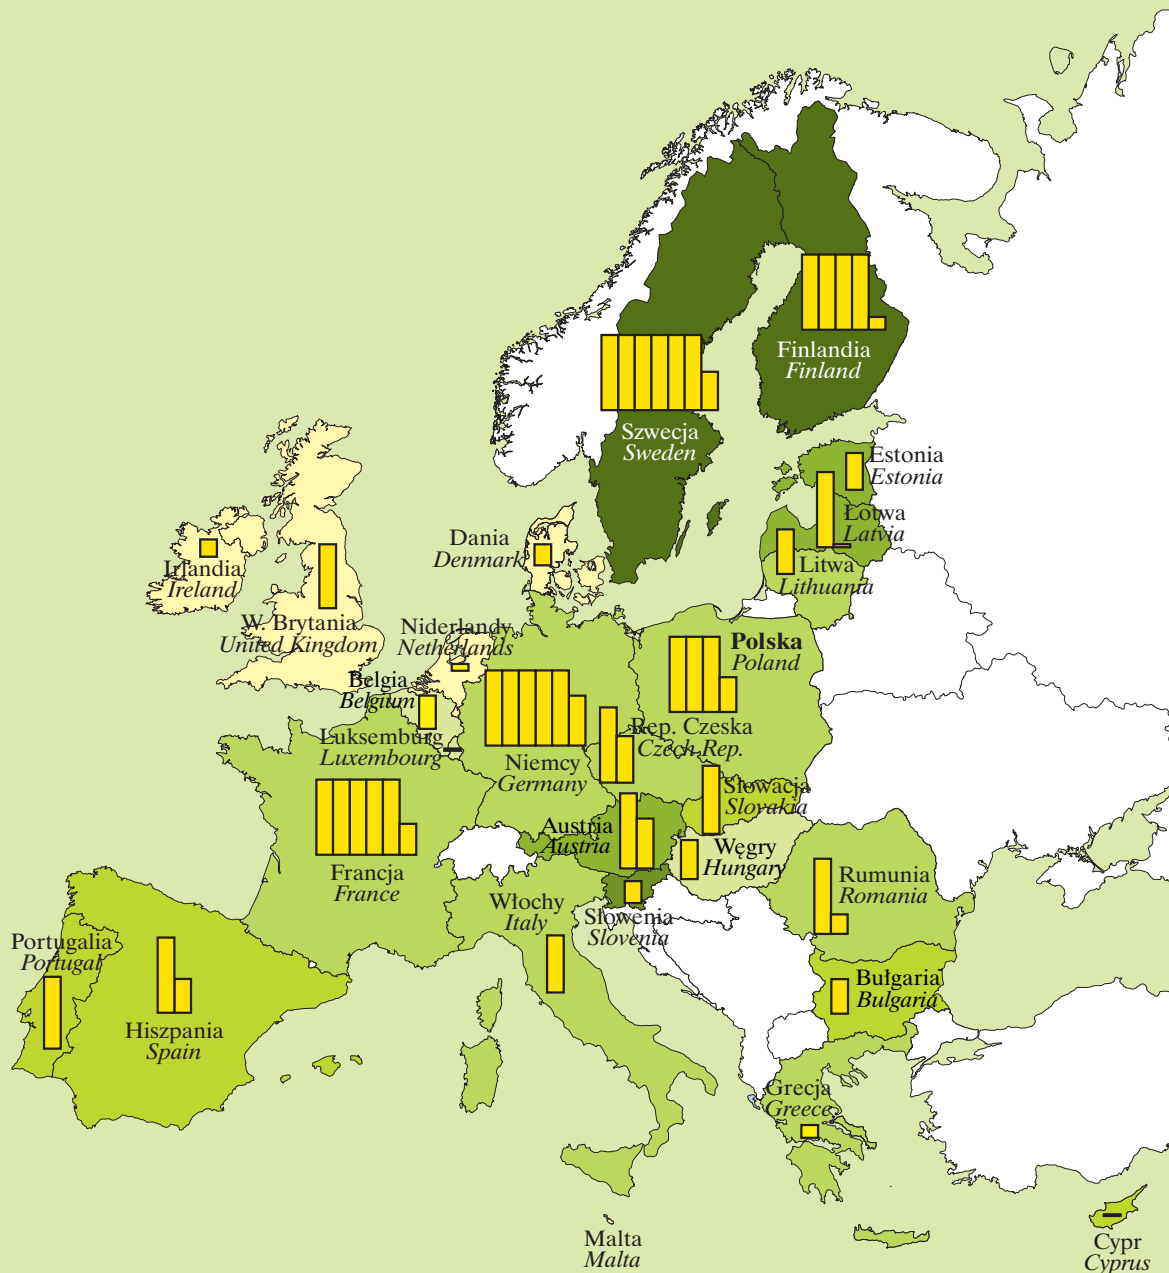 Finlandia
Finland
Szwecja
Sweden
Estonia
Estonia
Łotwa
Latvia
Dania
Denmark
Litwa
Lithuania
Irlandia
Ireland
W. Brytania
United Kingdom
Niderlandy
Netherlands
Polska
Poland
Belgia
Belgium
Rep. Czeska
Czech Rep.
Luksemburg
Luxembourg
Niemcy
Germany
Słowacja
Slovakia
Austria
Austria
Węgry
Hungary
Francja
France
Rumunia
Romania
Włochy
Italy
Słowenia
Slovenia
Portugalia
Portugal
Bułgaria
Bulgaria
Hiszpania
Spain
Grecja
Greece
Malta
Malta
Cypr
Cyprus